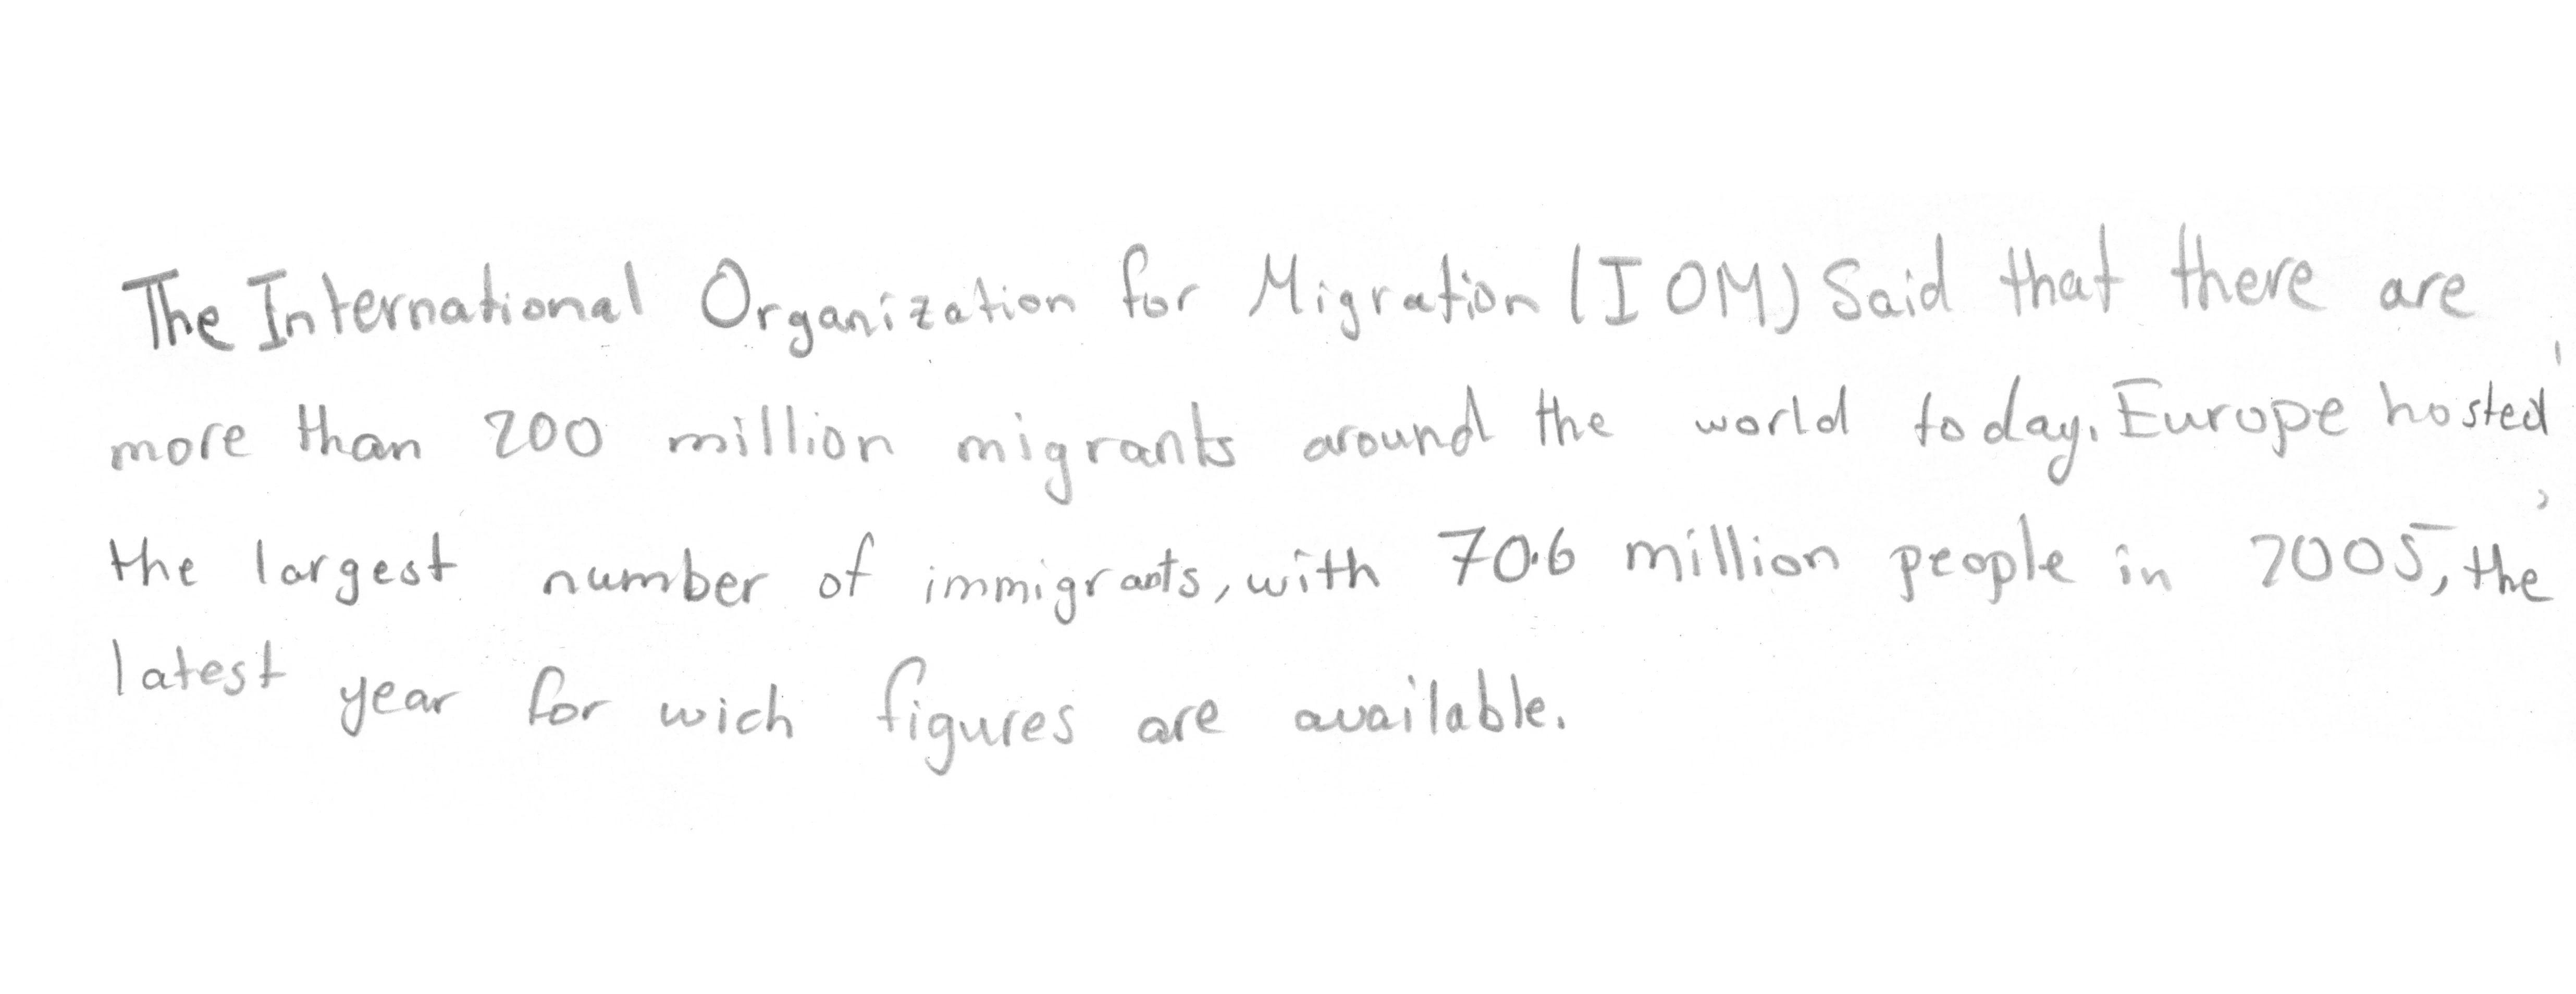 The International Organization for Migration (IOM) Said that there are
more than 200 million migrants around the world today. Europe hosted
the largest number of immigrants, with 70.6 million people in 2005, the
latest year for wich figures are available.